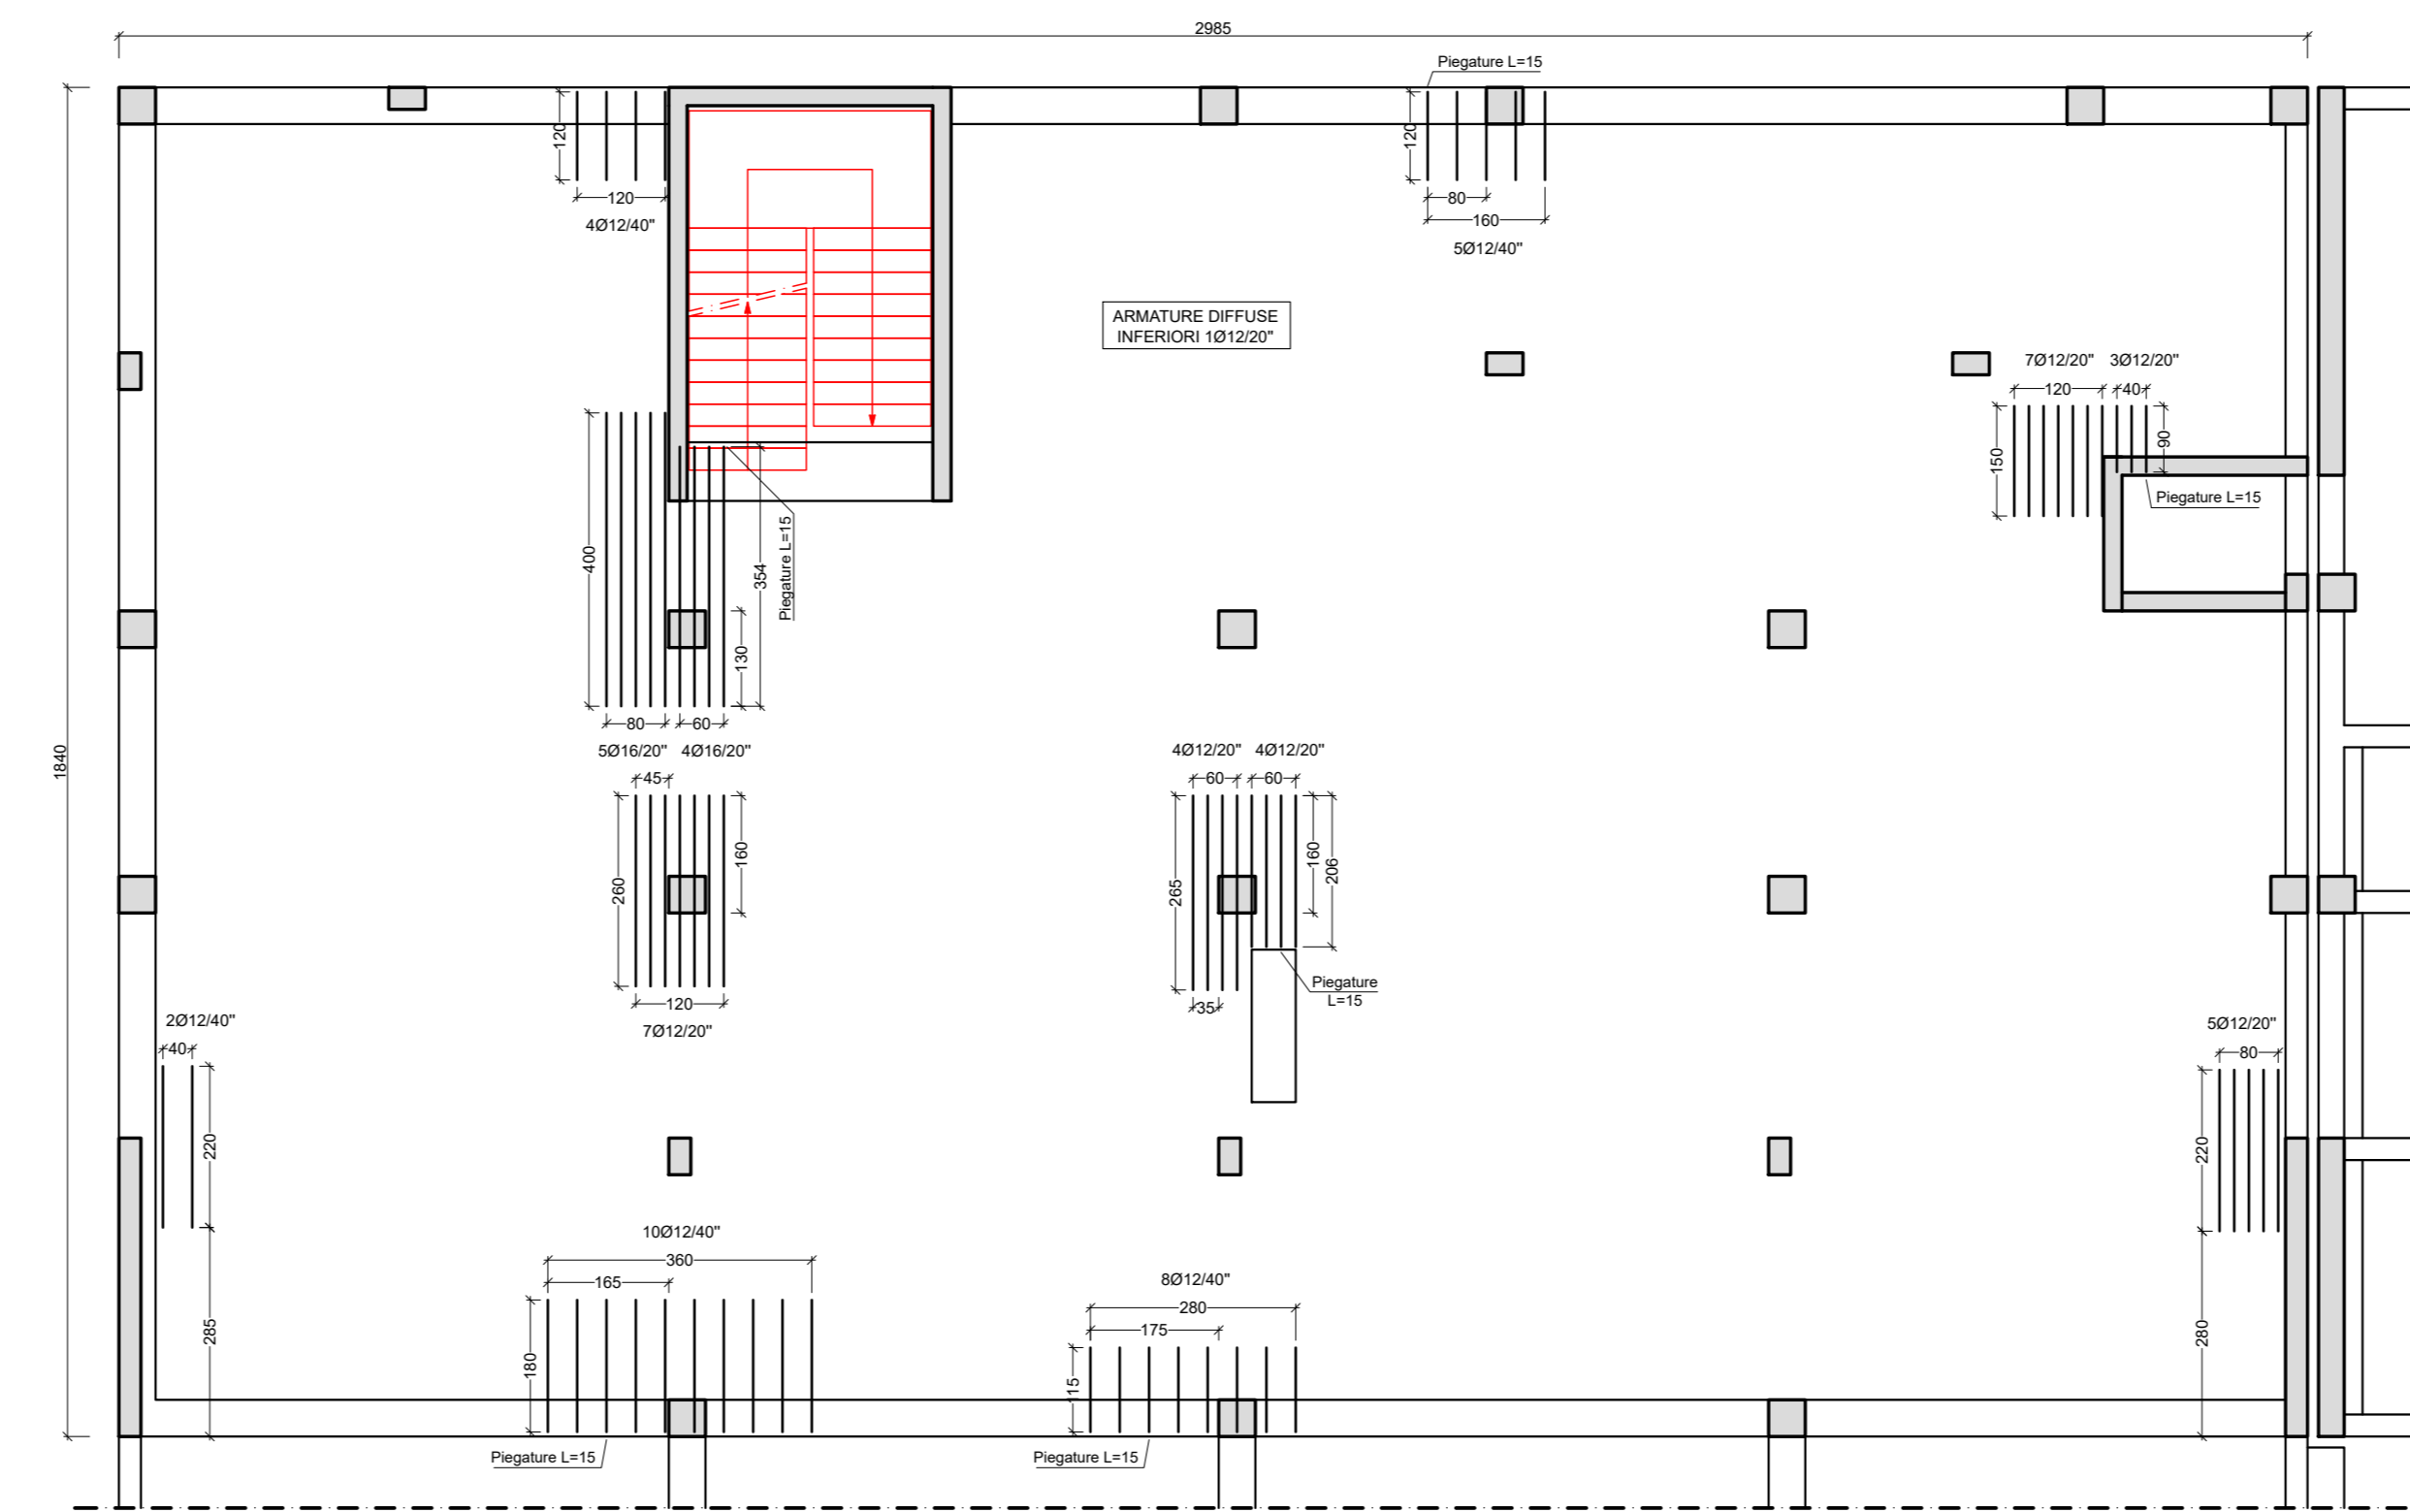 2985
Piegature L=15
120
120
120
80
4Ø12/40"
160
5Ø12/40"
ARMATURE DIFFUSE
INFERIORI 1Ø12/20"
7Ø12/20" 3Ø12/20"
120 40
90
150
Piegature L=15
400
Piegature L=15
354
130
80 60
5Ø16/20" 4Ø16/20"
1840
4Ø12/20" 4Ø12/20"
45
60 60
260
160
265
160
206
Piegature
L=15
120
35
7Ø12/20"
2Ø12/40"
5Ø12/20"
40
80
220
220
10Ø12/40"
360
165
8Ø12/40"
280
175
285
280
180
115
Piegature L=15
Piegature L=15